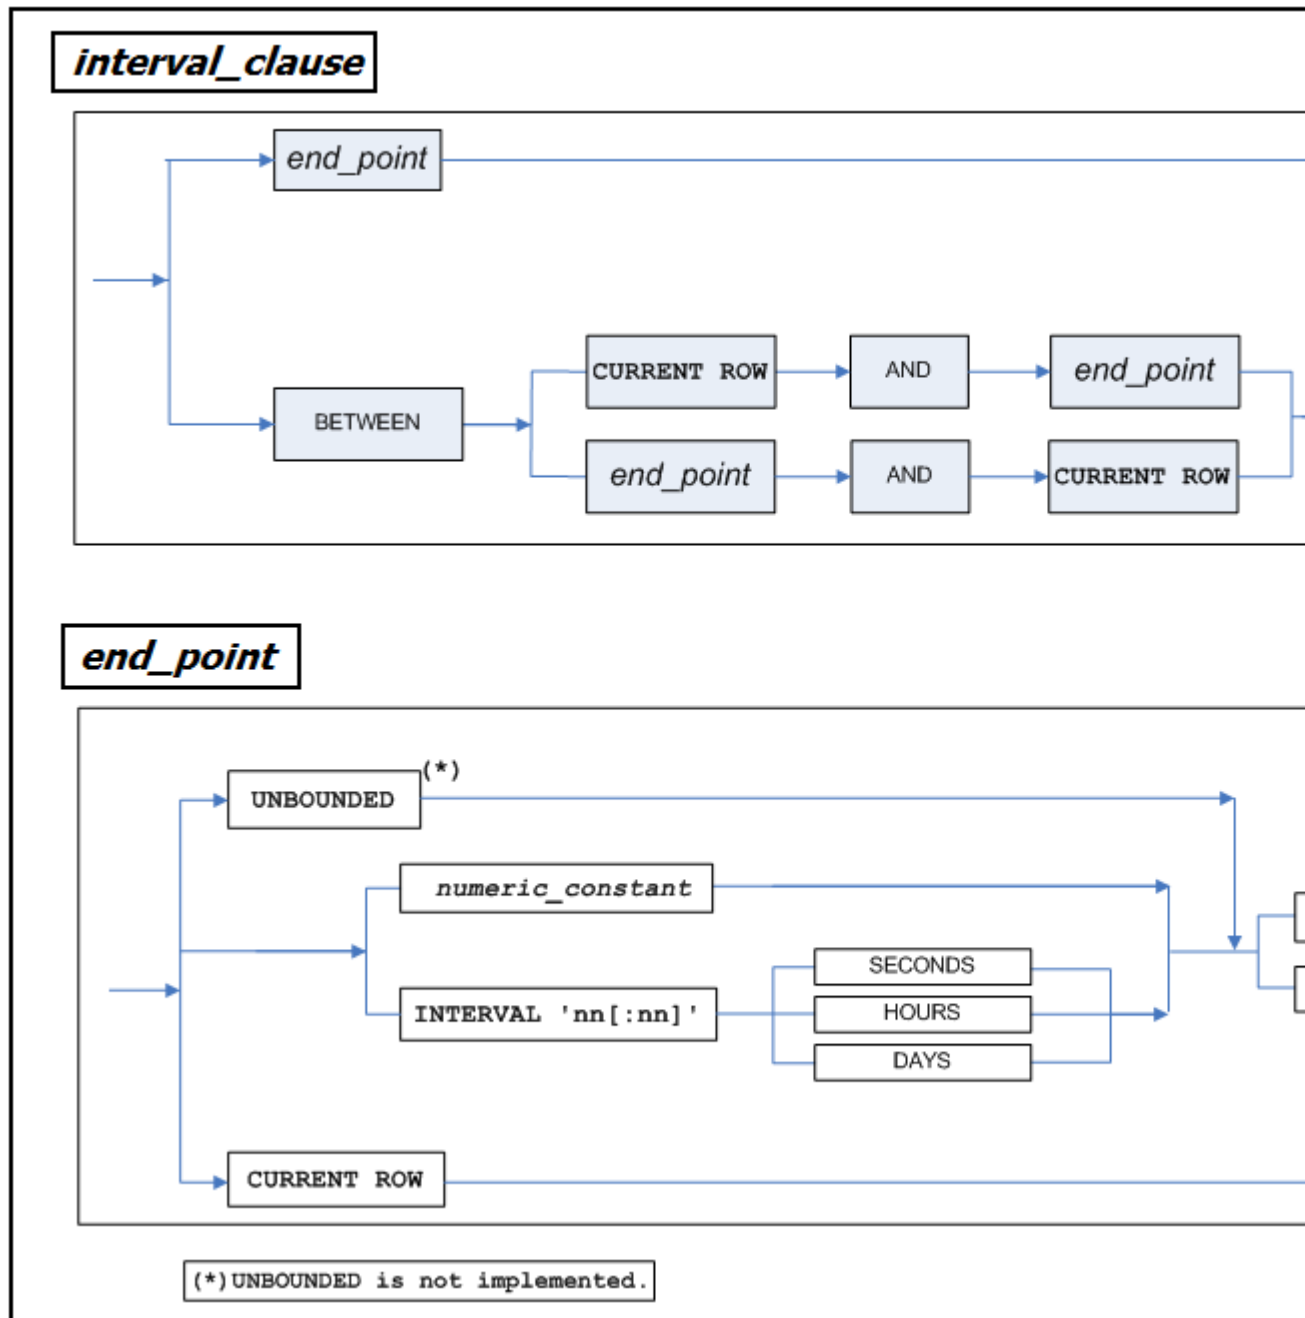 interval_clause
end_point
CURRENT ROW AND end_point
BETWEEN
end_point AND CURRENT ROW
end_point
(*)
UNBOUNDED
numeric_constant
SECONDS
INTERVAL 'nn[:nn]' HOURS
DAYS
CURRENT ROW
(*)UNBOUNDED is not implemented.